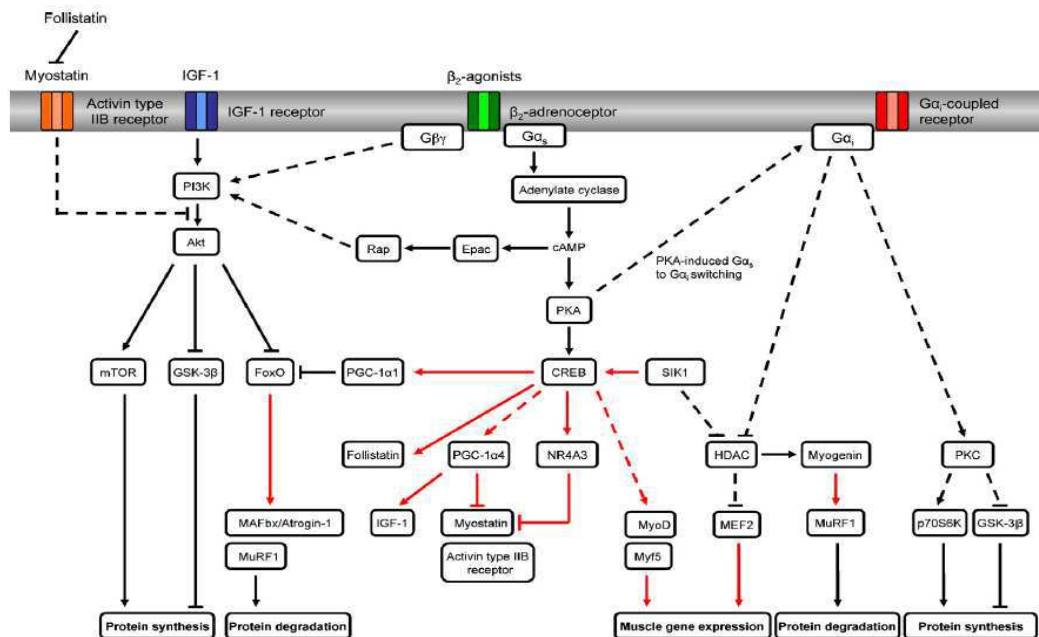 Follistatin
Myostatin
IGF-1
β2-agonists
Activin type
IIB receptor
IGF-1 receptor
β2-adrenoceptor
Gαi-coupled
receptor
Gβγ
Gαs
Gαi
PI3K
Adenylate cyclase
Akt
Rap
Epac
cAMP
PKA-induced Gαs
to Gαi switching
PKA
mTOR
GSK-3β
FoxO
PGC-1α1
CREB
SIK1
Follistatin
PGC-1α4
NR4A3
HDAC
Myogenin
PKC
MAFbx/Atrogin-1
IGF-1
Myostatin
MyoD
MEF2
MuRF1
p70S6K
GSK-3β
MuRF1
Activin type IIB
receptor
Myf5
Protein synthesis
Protein degradation
Muscle gene expression
Protein degradation
Protein synthesis